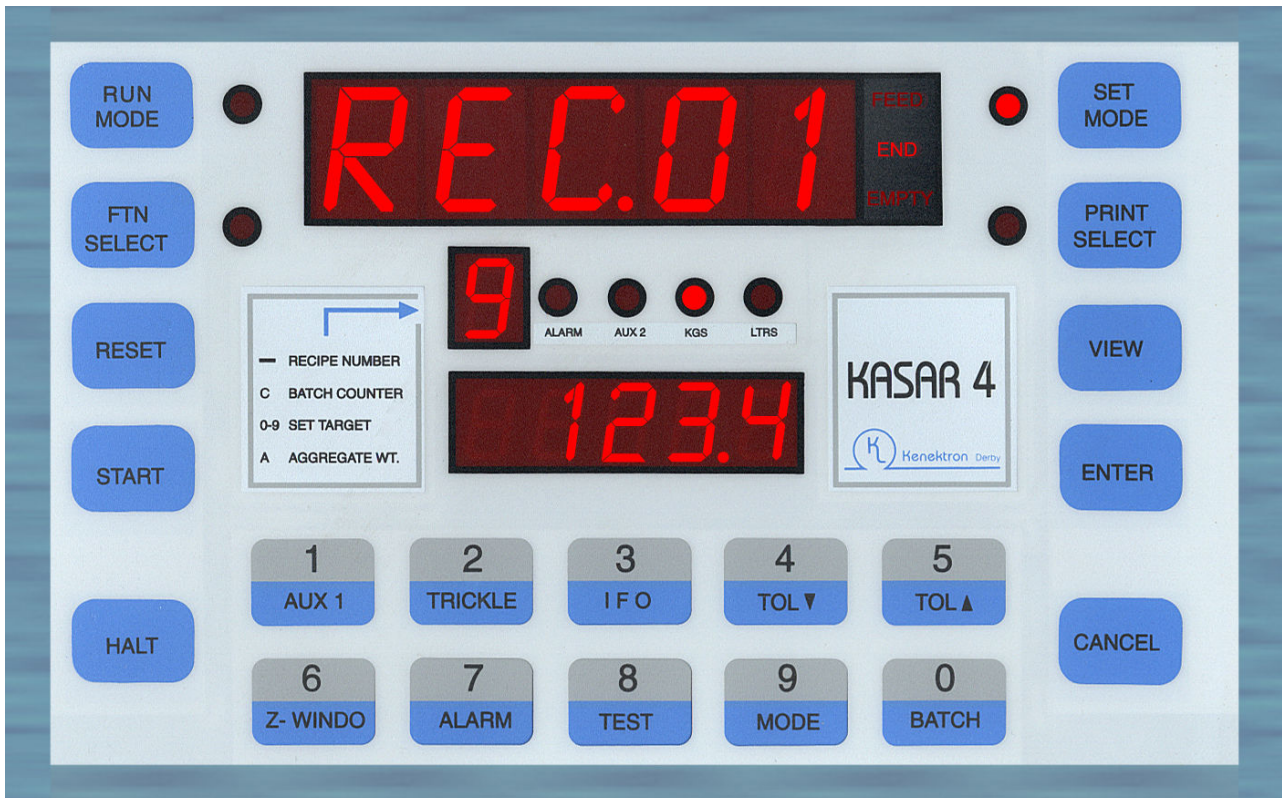 RUN
MODE
REC.01
FEED
END
EMPTY
SET
MODE
FTN
SELECT
PRINT
SELECT
9
ALARM
AUX 2
KGS
LTRS
RESET
— RECIPE NUMBER
C BATCH COUNTER
0-9 SET TARGET
A AGGREGATE WT.
123.4
KASAR 4
K
Kenektron Derby
VIEW
START
ENTER
1
AUX 1
2
TRICKLE
3
I F O
4
TOL ▼
5
TOL ▲
HALT
CANCEL
6
Z- WINDO
7
ALARM
8
TEST
9
MODE
0
BATCH